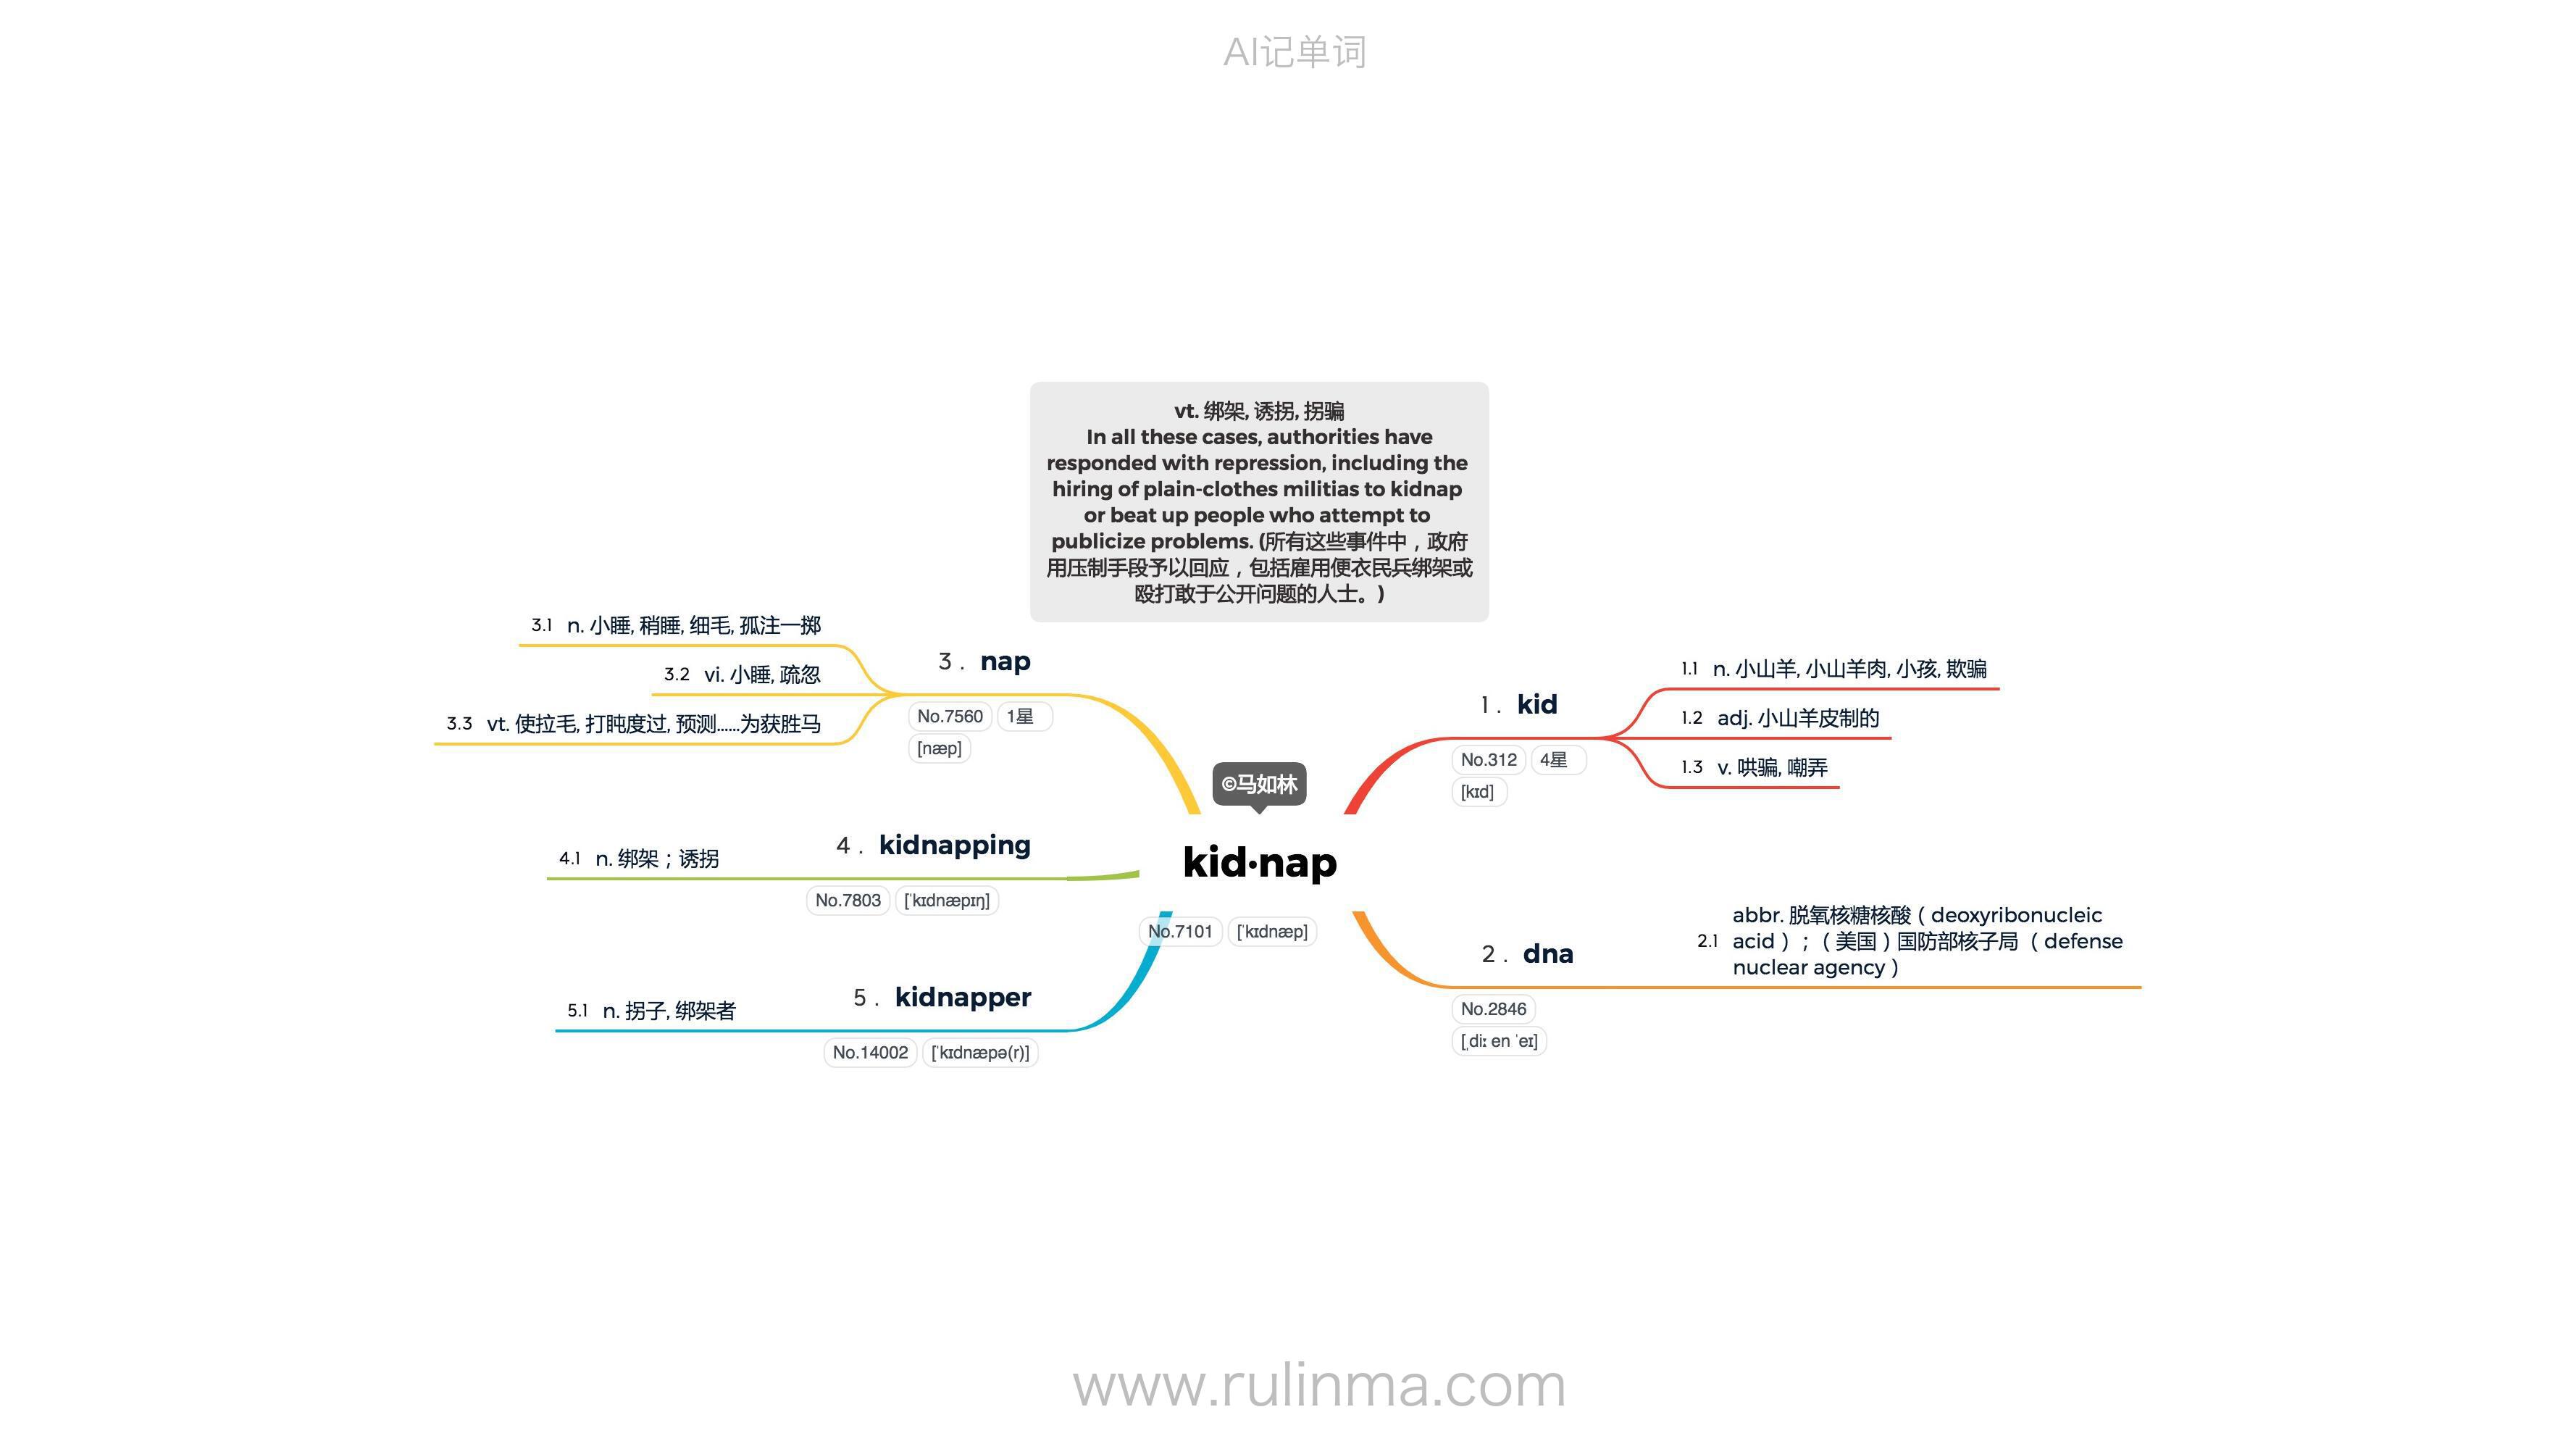 AI记单词
vt. 绑架, 诱拐, 拐骗
In all these cases, authorities have
responded with repression, including the
hiring of plain-clothes militias to kidnap
or beat up people who attempt to
publicize problems. (所有这些事件中，政府
用压制手段予以回应，包括雇用便衣民兵绑架或
殴打敢于公开问题的人士。)
©马如林
kid·nap
No.7101 [ˈkɪdnæp]
1. kid
No.312 4星
[kɪd]
1.1 n. 小山羊, 小山羊肉, 小孩, 欺骗
1.2 adj. 小山羊皮制的
1.3 v. 哄骗, 嘲弄
2. dna
No.2846
[ˌdiː en ˈeɪ]
abbr. 脱氧核糖核酸（deoxyribonucleic
2.1 acid）；（美国）国防部核子局（defense
nuclear agency）
3. nap
No.7560 1星
[næp]
3.1 n. 小睡, 稍睡, 细毛, 孤注一掷
3.2 vi. 小睡, 疏忽
3.3 vt. 使拉毛, 打盹度过, 预测……为获胜马
4. kidnapping
No.7803 [ˈkɪdnæpɪŋ]
4.1 n. 绑架；诱拐
5. kidnapper
No.14002 [ˈkɪdnæpə(r)]
5.1 n. 拐子, 绑架者
www.rulinma.com